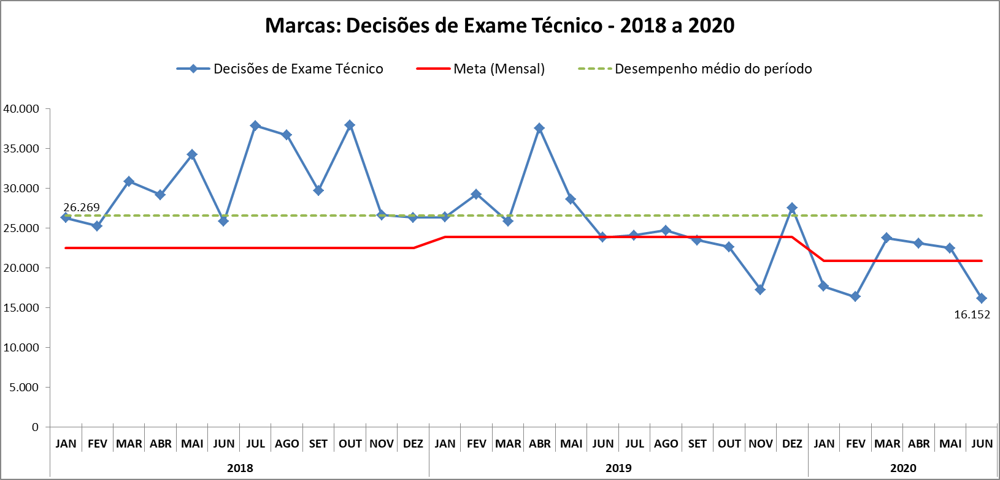 Marcas: Decisões de Exame Técnico - 2018 a 2020
Decisões de Exame Técnico Meta (Mensal) Desempenho médio do período
40.000
35.000
30.000
26.269
25.000
20.000
15.000
16.152
10.000
5.000
0
JAN FEV MAR ABR MAI JUN JUL AGO SET OUT NOV DEZ JAN FEV MAR ABR MAI JUN JUL AGO SET OUT NOV DEZ JAN FEV MAR ABR MAI JUN
2018 2019 2020